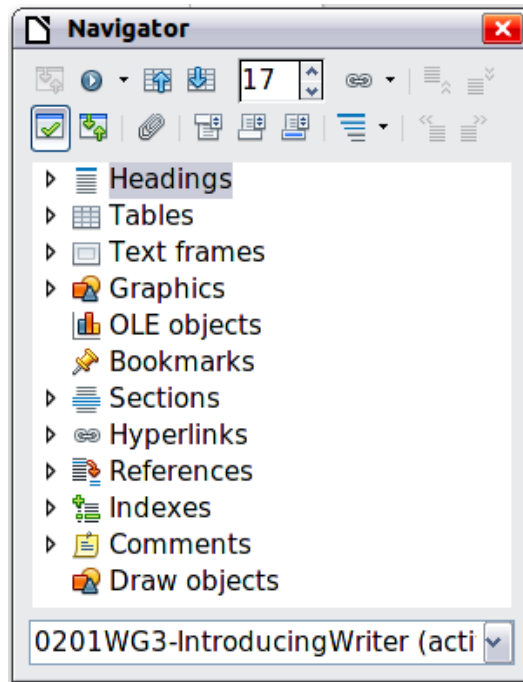 Navigator
17
Headings
Tables
Text frames
Graphics
OLE objects
Bookmarks
Sections
Hyperlinks
References
Indexes
Comments
Draw objects
0201WG3-IntroducingWriter (acti